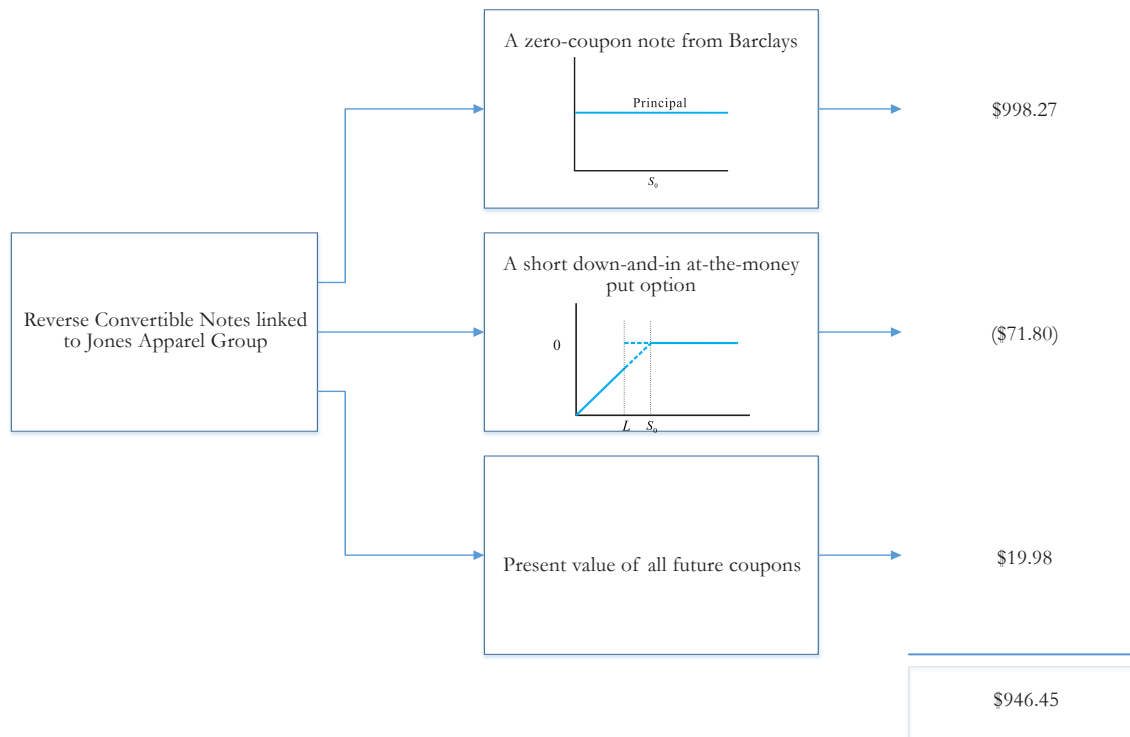 A zero-coupon note from Barclays
Principal
S₀
$998.27
Reverse Convertible Notes linked
to Jones Apparel Group
A short down-and-in at-the-money
put option
0
L S₀
($71.80)
Present value of all future coupons
$19.98
$946.45